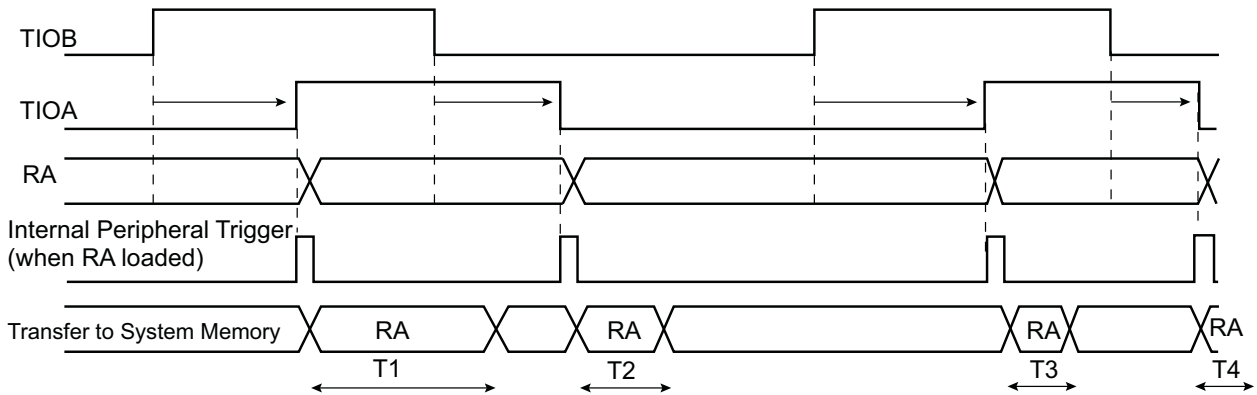 TIOB
TIOA
RA
Internal Peripheral Trigger
(when RA loaded)
Transfer to System Memory
RA
RA
RA
RA
T1
T2
T3
T4